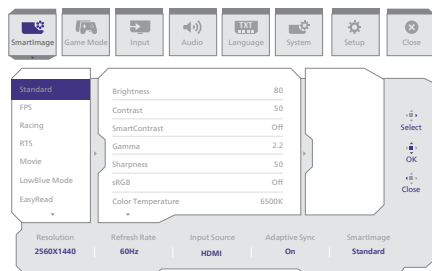 SmartImage
Game Mode
Input
Audio
TXT
Language
System
Setup
Close
Standard
FPS
Racing
RTS
Movie
LowBlue Mode
EasyRead
Brightness 80
Contrast 50
SmartContrast Off
Gamma 2.2
Sharpness 50
sRGB Off
Color Temperature 6500K
Select
OK
Close
Resolution Refresh Rate Input Source Adaptive Sync SmartImage
2560X1440 60Hz HDMI On Standard